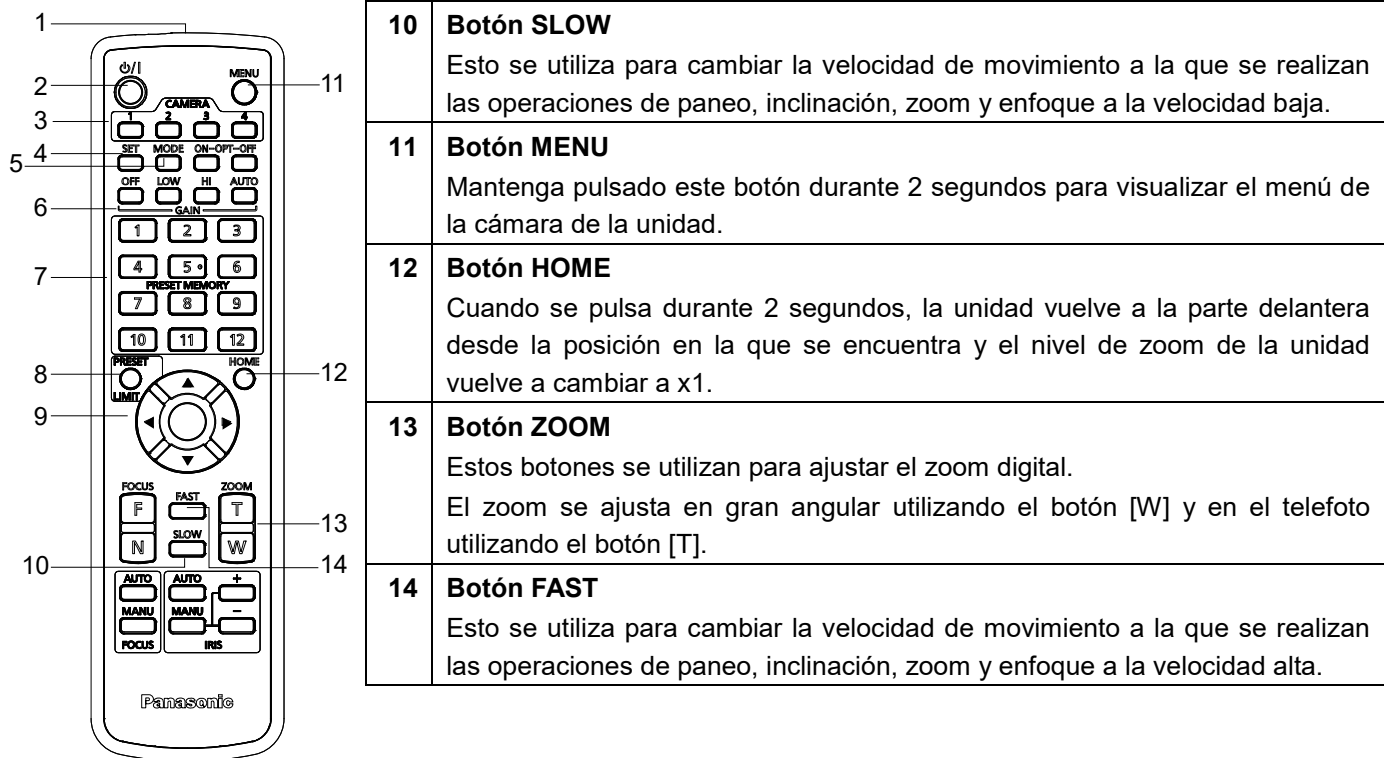 1
2
3
4
5
6
7
8
9
10
11
12
13
14
⏻/I
MENU
CAMERA
1 2 3 4
SET MODE ON-OPT-OFF
OFF LOW HI AUTO
GAIN
1 2 3
4 5 6
PRESET MEMORY
7 8 9
10 11 12
PRESET
HOME
LIMIT
FOCUS FAST ZOOM
F T
SLOW
N W
AUTO AUTO +
MANU MANU −
FOCUS IRIS
Panasonic
10 Botón SLOW
Esto se utiliza para cambiar la velocidad de movimiento a la que se realizan
las operaciones de paneo, inclinación, zoom y enfoque a la velocidad baja.
11 Botón MENU
Mantenga pulsado este botón durante 2 segundos para visualizar el menú de
la cámara de la unidad.
12 Botón HOME
Cuando se pulsa durante 2 segundos, la unidad vuelve a la parte delantera
desde la posición en la que se encuentra y el nivel de zoom de la unidad
vuelve a cambiar a x1.
13 Botón ZOOM
Estos botones se utilizan para ajustar el zoom digital.
El zoom se ajusta en gran angular utilizando el botón [W] y en el telefoto
utilizando el botón [T].
14 Botón FAST
Esto se utiliza para cambiar la velocidad de movimiento a la que se realizan
las operaciones de paneo, inclinación, zoom y enfoque a la velocidad alta.